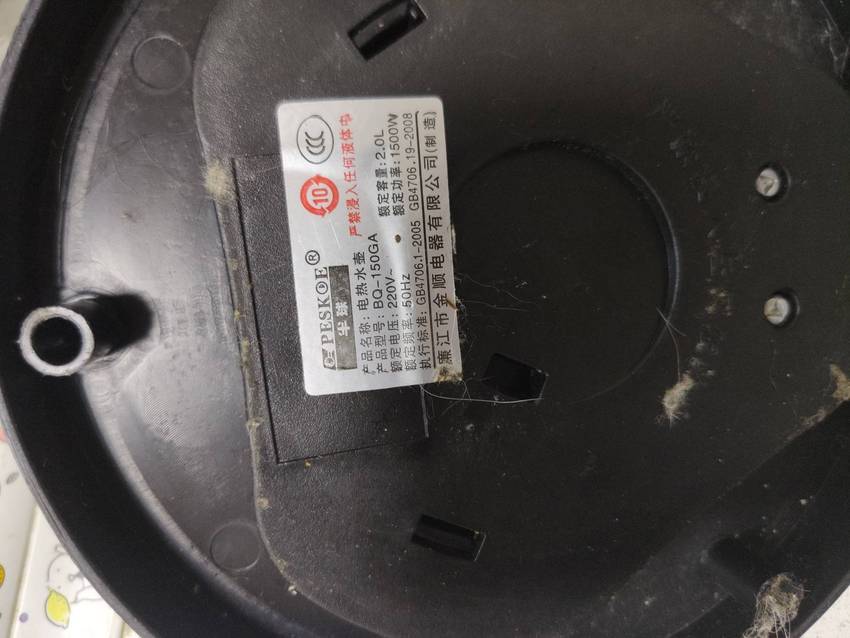 PESKOE®
半球
10
CCC
严禁浸入任何液体中
产品名称: 电热水壶
产品型号: BQ-150GA
额定电压: 220V~ 额定容量: 2.0L
额定频率: 50Hz 额定功率: 1500W
执行标准: GB4706.1-2005 GB4706.19-2008
廉江市金顺电器有限公司(制造)